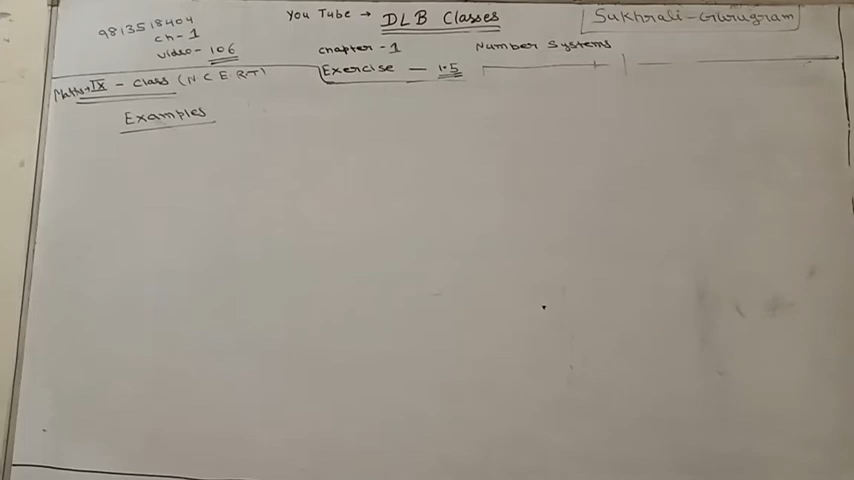 9813518404
ch-1
video-106
You Tube → DLB Classes
Sukhrali-Gurugram
chapter-1 Number Systems
Maths→IX-class (NCERT)
Exercise — 1.5
Examples